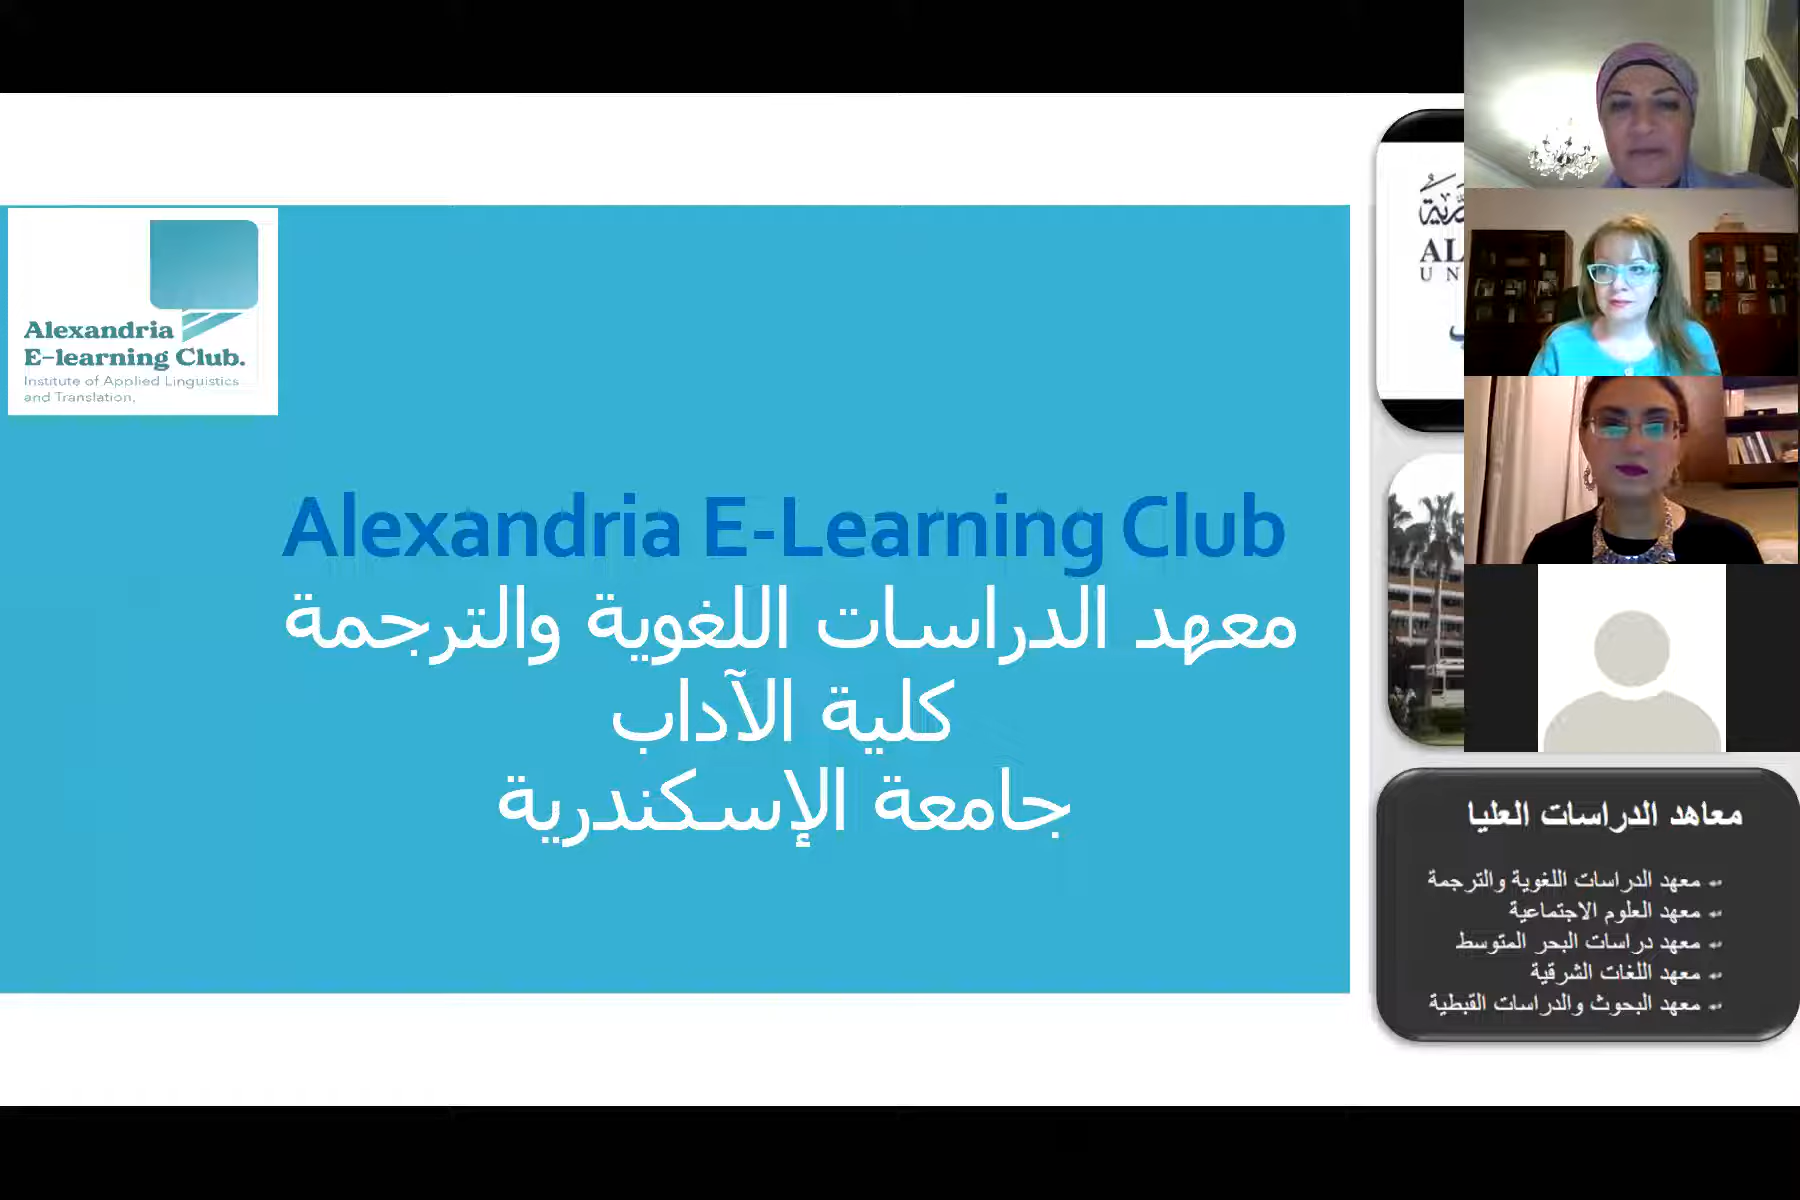 Alexandria
E-learning Club.
Institute of Applied Linguistics
and Translation.
Alexandria E-Learning Club
معهد الدراسات اللغوية والترجمة
كلية الآداب
جامعة الإسكندرية
معاهد الدراسات العليا
معهد الدراسات اللغوية والترجمة
معهد العلوم الاجتماعية
معهد دراسات البحر المتوسط
معهد اللغات الشرقية
معهد البحوث والدراسات القبطية